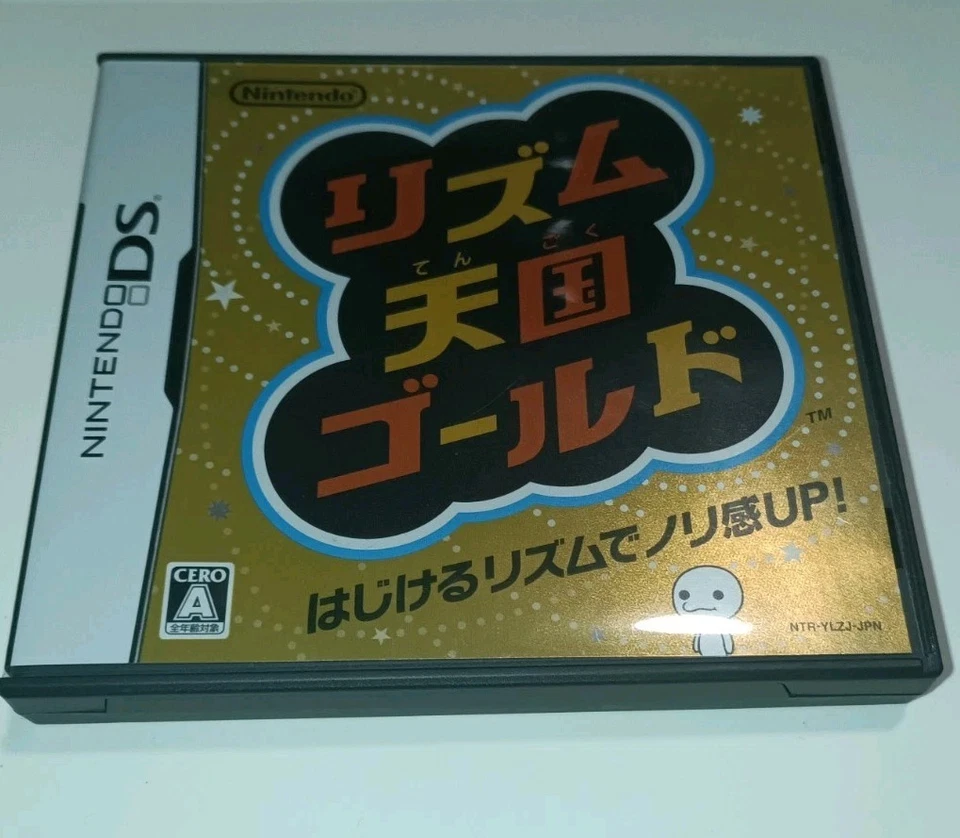 Nintendo
リズム
てんごく
天国
ゴールド
TM
はじけるリズムでノリ感UP!
NINTENDO DS
CERO
A
全年齢対象
NTR-YLZJ-JPN